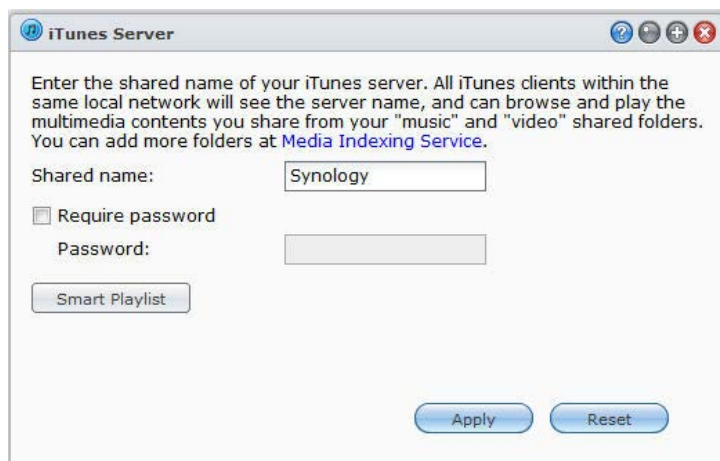 iTunes Server
Enter the shared name of your iTunes server. All iTunes clients within the
same local network will see the server name, and can browse and play the
multimedia contents you share from your "music" and "video" shared folders.
You can add more folders at Media Indexing Service.
Shared name: Synology
Require password
Password:
Smart Playlist
Apply Reset